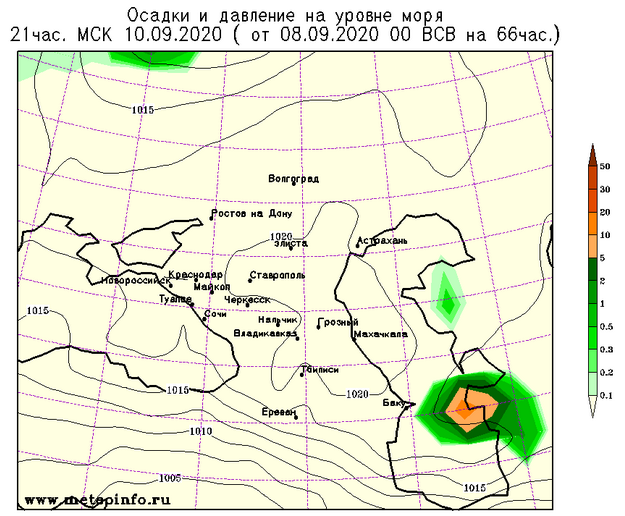 Осадки и давление на уровне моря
21час. МСК 10.09.2020 ( от 08.09.2020 00 ВСВ на 66час.)
1015
50
30
20
10
5
2
1
0.5
0.3
0.2
0.1
Волгоград
Ростов на Дону
1020
Элиста
Астрахань
Краснодар
Ставрополь
Новороссийск
Майкоп
Туапсе
Черкесск
1015
Сочи
Нальчик
Грозный
Владикавказ
Махачкала
Тбилиси
1015
1020
Баку
Ереван
1010
1005
1015
www.meteoinfo.ru